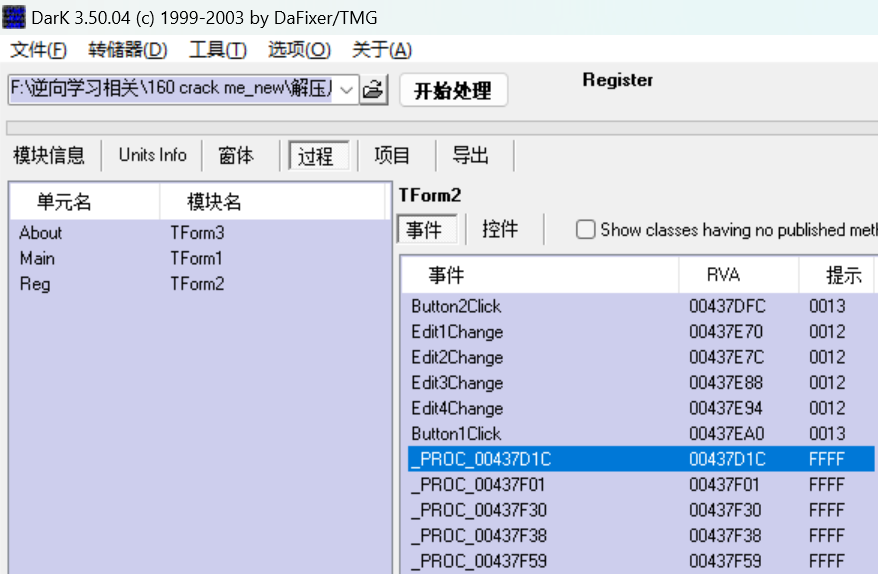 DarK 3.50.04 (c) 1999-2003 by DaFixer/TMG
文件(F) 转储器(D) 工具(T) 选项(O) 关于(A)
F:\逆向学习相关\160 crack me_new\解压 开始处理 Register
模块信息 Units Info 窗体 过程 项目 导出
单元名 模块名
About TForm3
Main TForm1
Reg TForm2
TForm2
事件 控件 Show classes having no published met
事件 RVA 提示
Button2Click 00437DFC 0013
Edit1Change 00437E70 0012
Edit2Change 00437E7C 0012
Edit3Change 00437E88 0012
Edit4Change 00437E94 0012
Button1Click 00437EA0 0013
_PROC_00437D1C 00437D1C FFFF
_PROC_00437F01 00437F01 FFFF
_PROC_00437F30 00437F30 FFFF
_PROC_00437F38 00437F38 FFFF
_PROC_00437F59 00437F59 FFFF